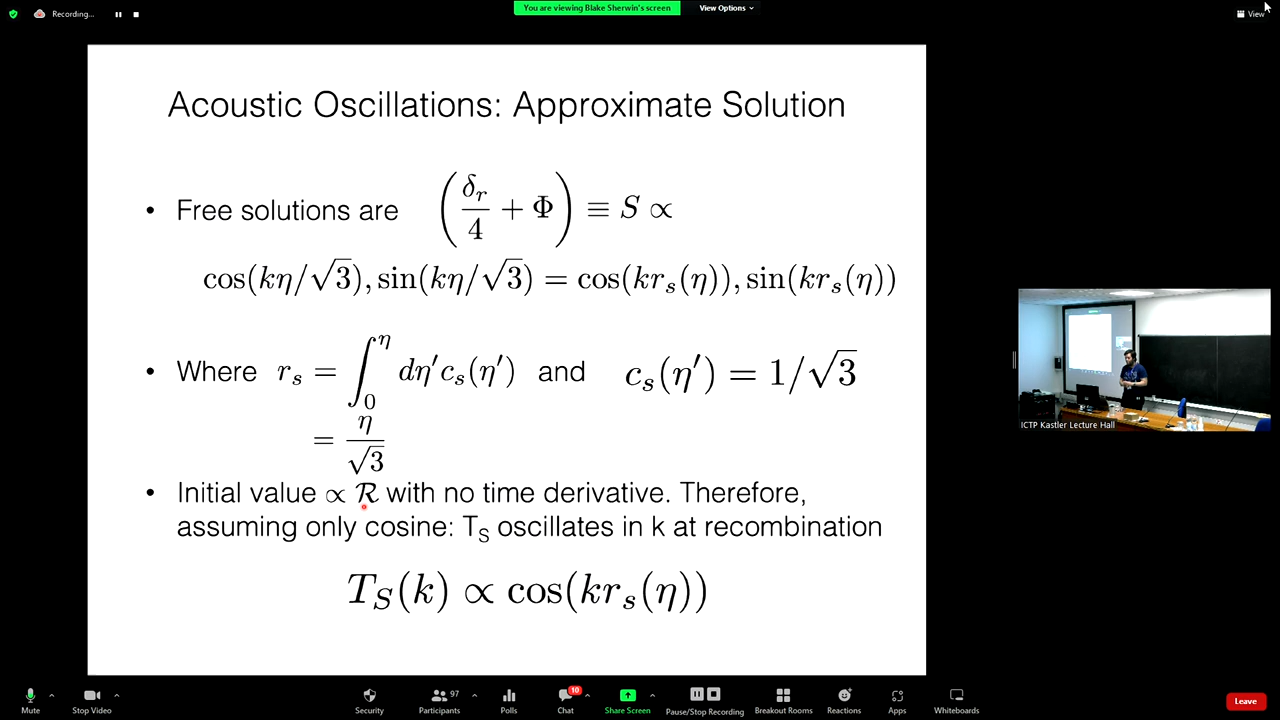 Recording...
You are viewing Blake Sherwin's screen
View Options
View
Acoustic Oscillations: Approximate Solution
• Free solutions are (δ_r/4 + Φ) ≡ S ∝
cos(kη/√3), sin(kη/√3) = cos(kr_s(η)), sin(kr_s(η))
• Where r_s = ∫_0^η dη′c_s(η′) and c_s(η′) = 1/√3
= η/√3
• Initial value ∝ ℛ with no time derivative. Therefore,
assuming only cosine: T_S oscillates in k at recombination
T_S(k) ∝ cos(kr_s(η))
ICTP Kastler Lecture Hall
Mute
Stop Video
Security
Participants
97
Polls
Chat
10
Share Screen
Pause/Stop Recording
Breakout Rooms
Reactions
Apps
Whiteboards
Leave